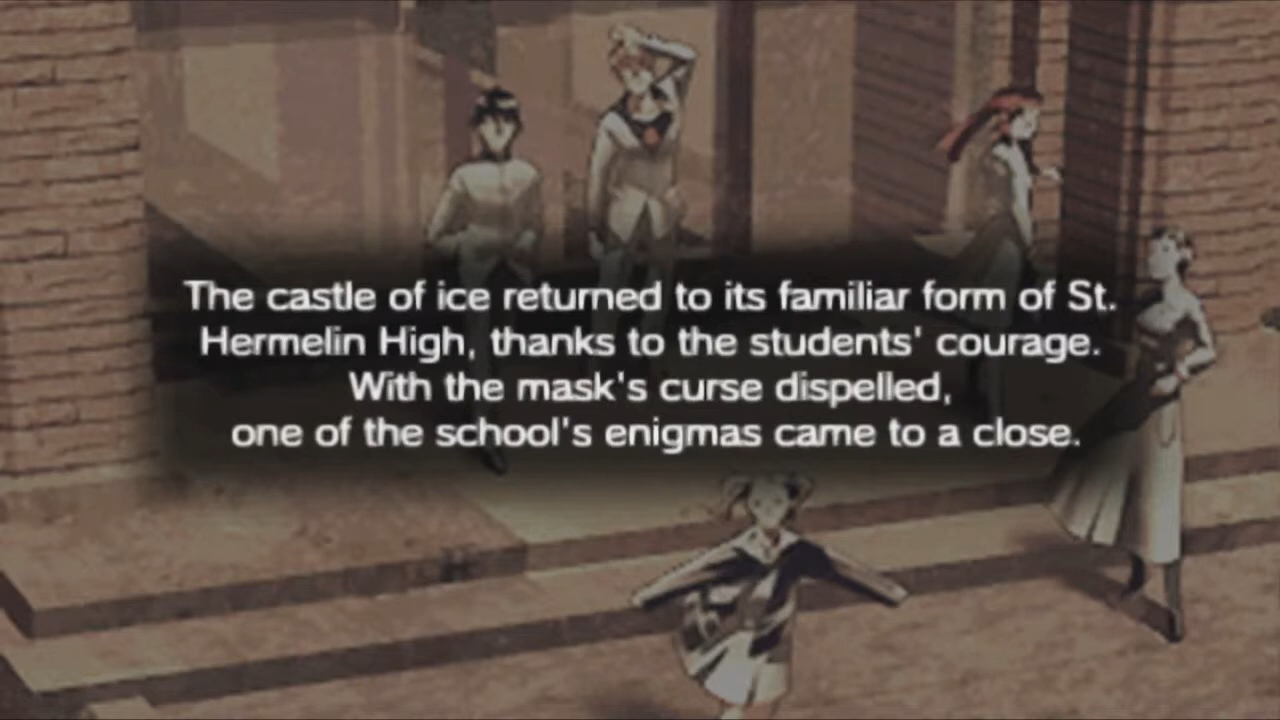 The castle of ice returned to its familiar form of St.
Hermelin High, thanks to the students' courage.
With the mask's curse dispelled,
one of the school's enigmas came to a close.